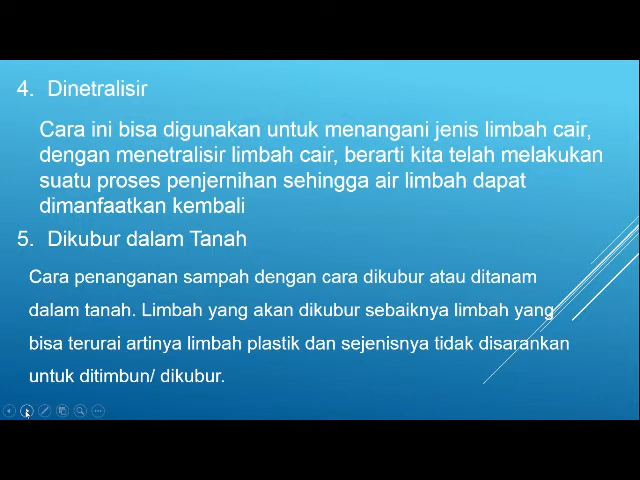 4. Dinetralisir
Cara ini bisa digunakan untuk menangani jenis limbah cair,
dengan menetralisir limbah cair, berarti kita telah melakukan
suatu proses penjernihan sehingga air limbah dapat
dimanfaatkan kembali
5. Dikubur dalam Tanah
Cara penanganan sampah dengan cara dikubur atau ditanam
dalam tanah. Limbah yang akan dikubur sebaiknya limbah yang
bisa terurai artinya limbah plastik dan sejenisnya tidak disarankan
untuk ditimbun/ dikubur.